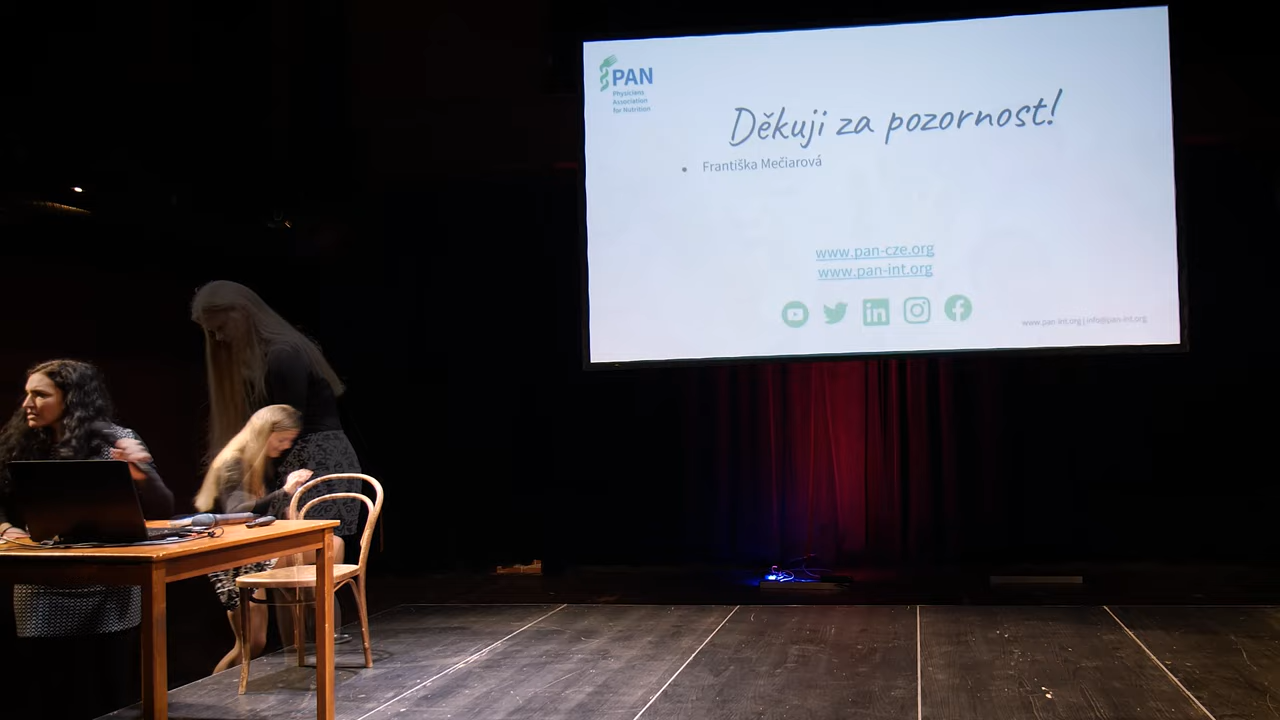 PAN
Physicians
Association
for Nutrition
Děkuji za pozornost!
• Františka Mečiarová
www.pan-cze.org
www.pan-int.org
www.pan-int.org | info@pan-int.org